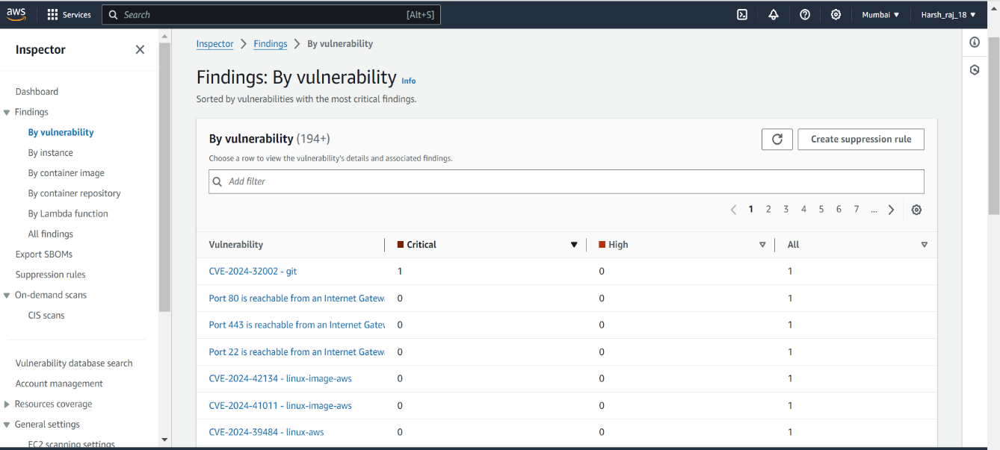 aws
Services
Search
[Alt+S]
Mumbai
Harsh_raj_18
Inspector
Dashboard
Findings
By vulnerability
By instance
By container image
By container repository
By Lambda function
All findings
Export SBOMs
Suppression rules
On-demand scans
CIS scans
Vulnerability database search
Account management
Resources coverage
General settings
EC2 scanning settings
Inspector > Findings > By vulnerability
Findings: By vulnerability Info
Sorted by vulnerabilities with the most critical findings.
By vulnerability (194+)
Create suppression rule
Choose a row to view the vulnerability's details and associated findings.
Add filter
1 2 3 4 5 6 7 ...
Vulnerability Critical High All
CVE-2024-32002 - git 1 0 1
Port 80 is reachable from an Internet Gatew 0 0 1
Port 443 is reachable from an Internet Gatew 0 0 1
Port 22 is reachable from an Internet Gatew 0 0 1
CVE-2024-42134 - linux-image-aws 0 0 1
CVE-2024-41011 - linux-image-aws 0 0 1
CVE-2024-39484 - linux-aws 0 0 1